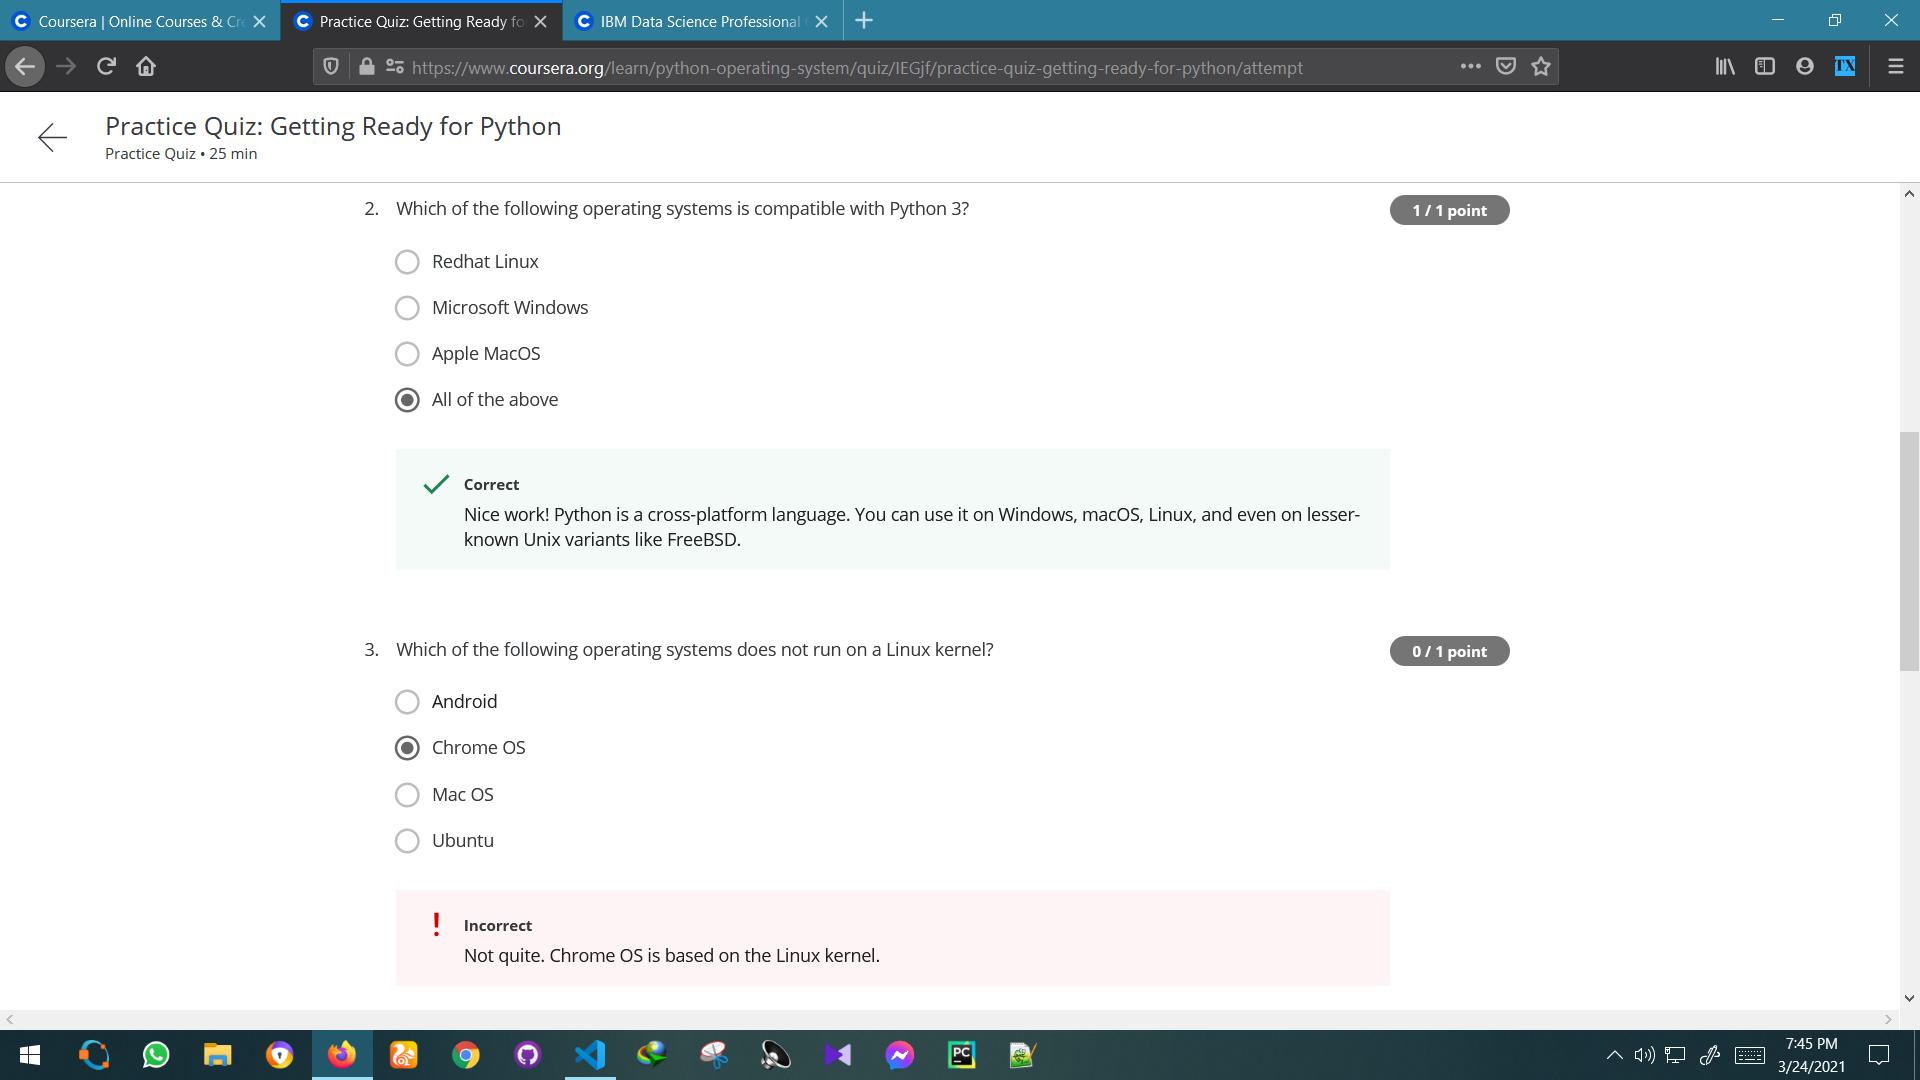 Coursera | Online Courses & Cre
Practice Quiz: Getting Ready fo
IBM Data Science Professional
https://www.coursera.org/learn/python-operating-system/quiz/IEGjf/practice-quiz-getting-ready-for-python/attempt
TX
Practice Quiz: Getting Ready for Python
Practice Quiz • 25 min
2. Which of the following operating systems is compatible with Python 3?
1 / 1 point
Redhat Linux
Microsoft Windows
Apple MacOS
All of the above
Correct
Nice work! Python is a cross-platform language. You can use it on Windows, macOS, Linux, and even on lesser-
known Unix variants like FreeBSD.
3. Which of the following operating systems does not run on a Linux kernel?
0 / 1 point
Android
Chrome OS
Mac OS
Ubuntu
Incorrect
Not quite. Chrome OS is based on the Linux kernel.
PC
7:45 PM
3/24/2021